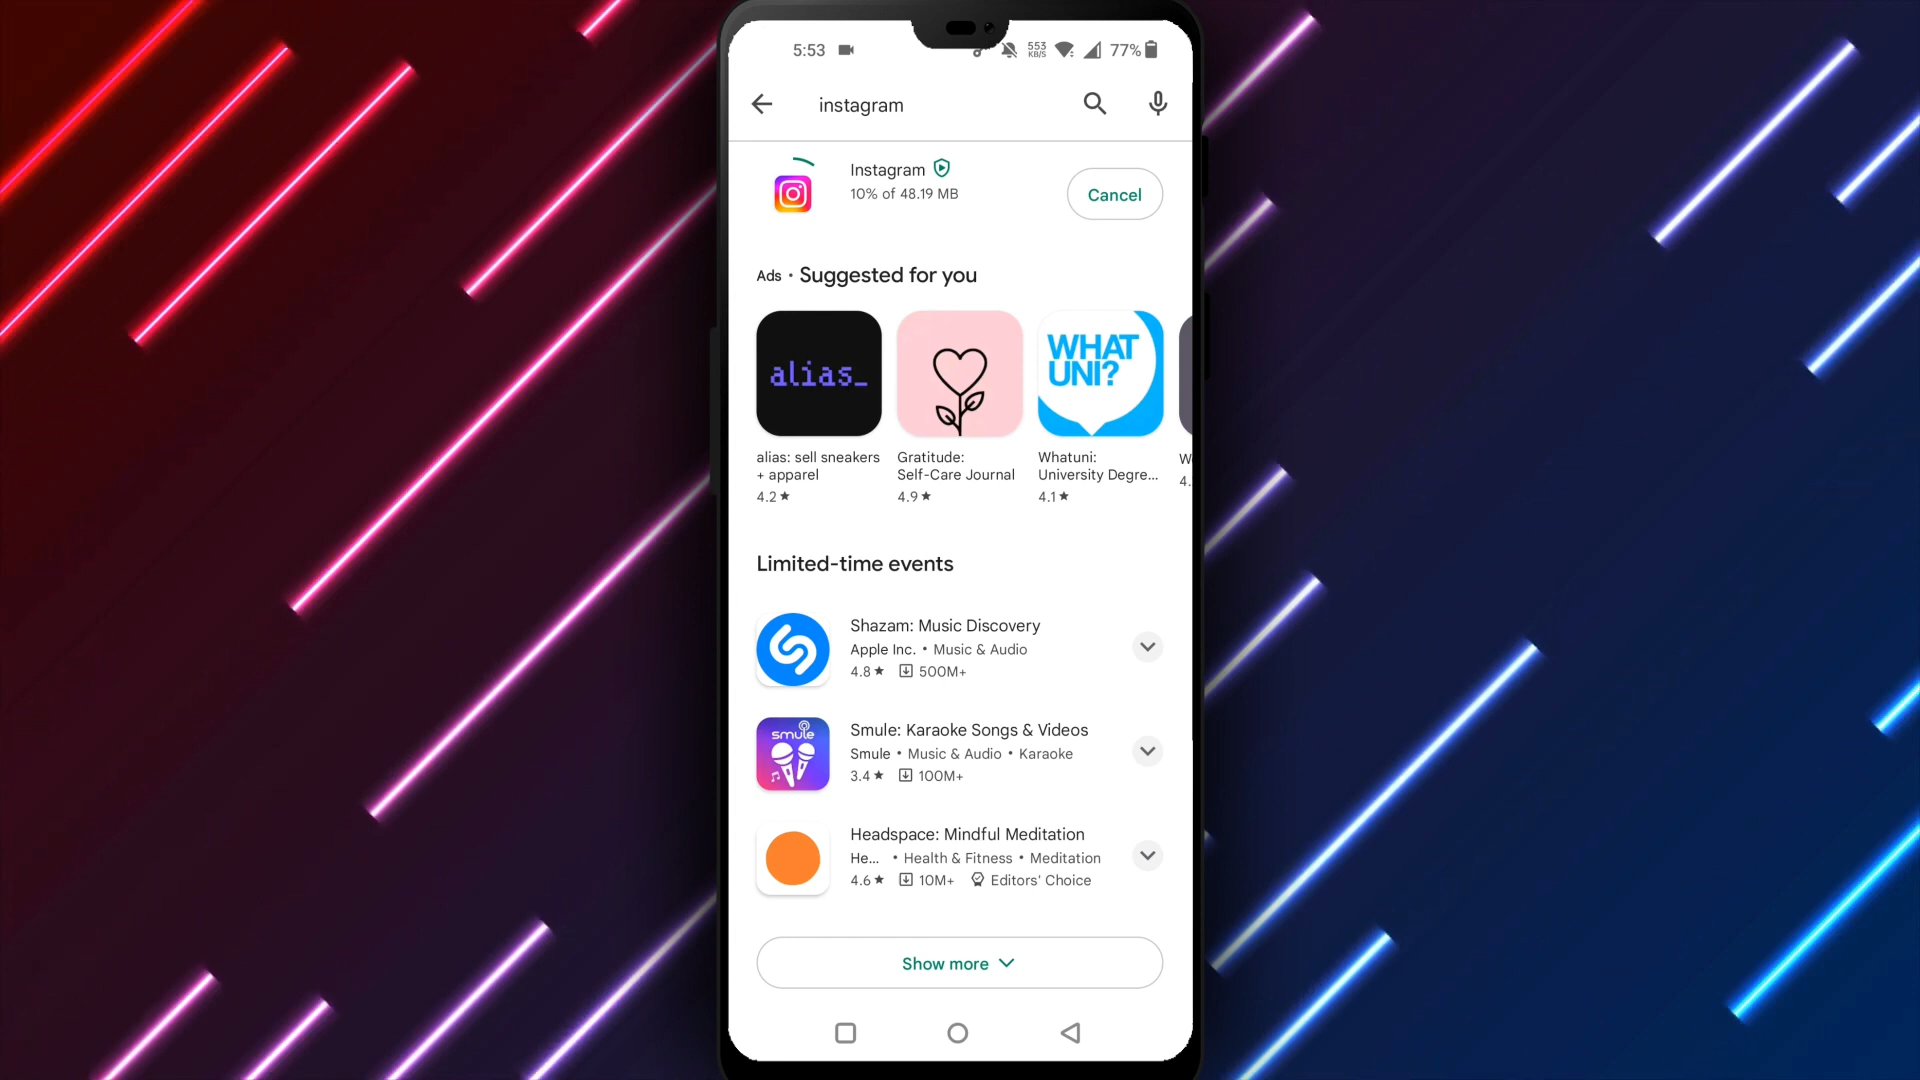 5:53
553
KB/S
77%
instagram
Instagram
10% of 48.19 MB
Cancel
Ads • Suggested for you
alias_
WHAT
UNI?
alias: sell sneakers
+ apparel
4.2★
Gratitude:
Self-Care Journal
4.9★
Whatuni:
University Degre...
4.1★
4.
Limited-time events
Shazam: Music Discovery
Apple Inc. • Music & Audio
4.8★ 500M+
smule
Smule: Karaoke Songs & Videos
Smule • Music & Audio • Karaoke
3.4★ 100M+
Headspace: Mindful Meditation
He... • Health & Fitness • Meditation
4.6★ 10M+ Editors' Choice
Show more